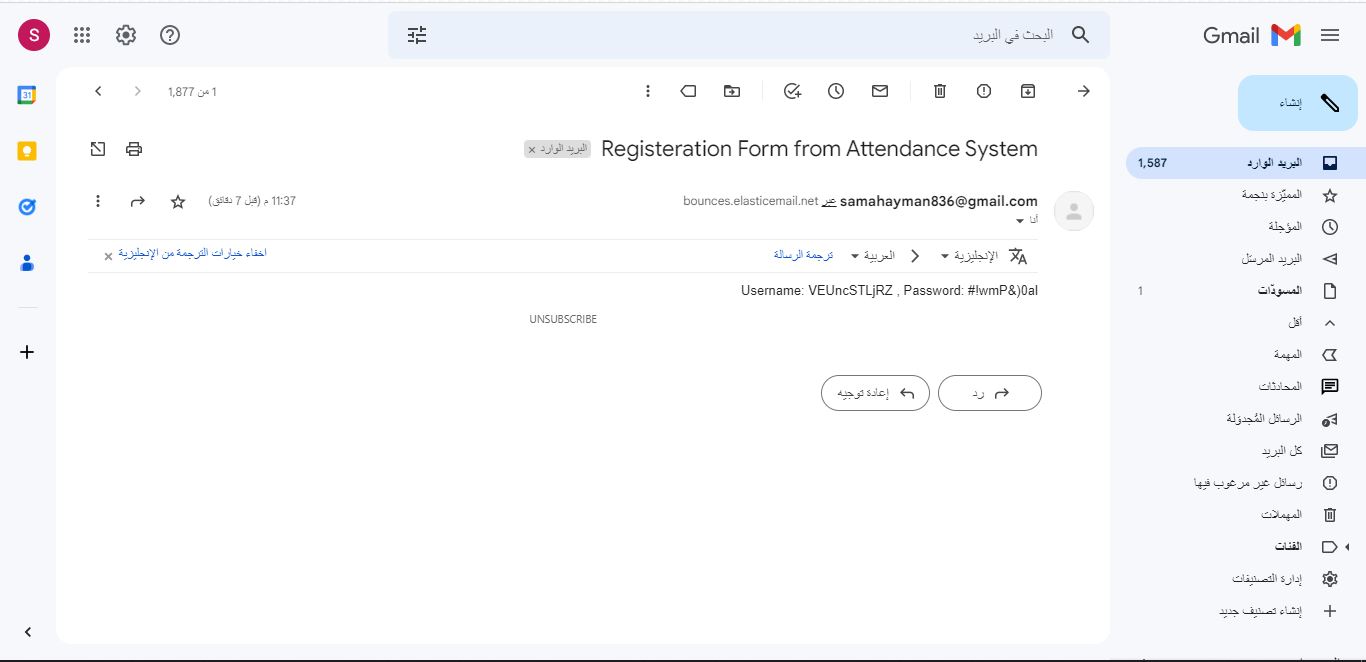 Gmail
البحث في البريد
S
إنشاء
البريد الوارد 1,587
المميّزة بنجمة
المؤجلة
البريد المرسَل
المسودّات 1
أقل
المهمة
المحادثات
الرسائل المُجدوَلة
كل البريد
رسائل غير مرغوب فيها
المهملات
الفئات
إدارة التصنيفات
إنشاء تصنيف جديد
1 من 1,877
Registeration Form from Attendance System
البريد الوارد ×
samahayman836@gmail.com عبر bounces.elasticemail.net
11:37 م (قبل 7 دقائق)
أنا
الإنجليزية
العربية
ترجمة الرسالة
اخفاء خيارات الترجمة من الإنجليزية ×
Username: VEUncSTLjRZ , Password: #!wmP&)0aI
UNSUBSCRIBE
رد
إعادة توجيه
31